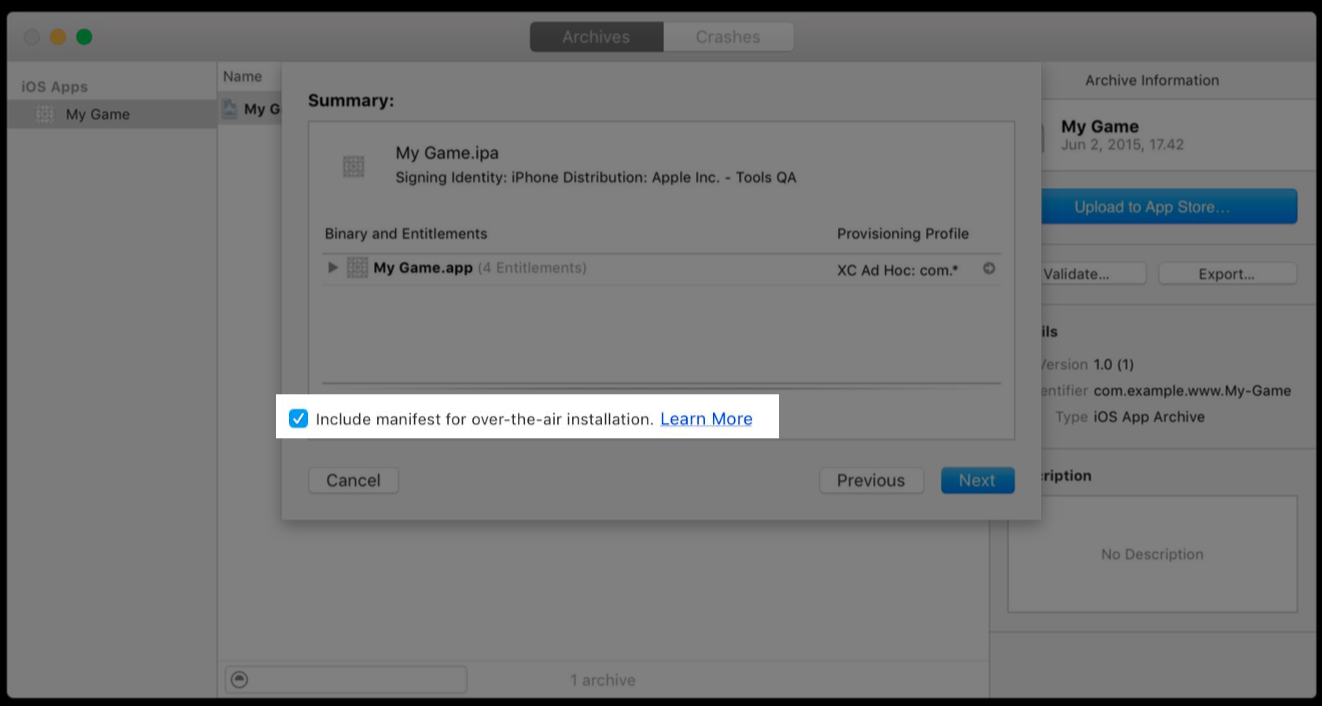 Archives
Crashes
iOS Apps
My Game
Name
My G
Summary:
My Game.ipa
Signing Identity: iPhone Distribution: Apple Inc. - Tools QA
Binary and Entitlements
Provisioning Profile
My Game.app (4 Entitlements)
XC Ad Hoc: com.*
Include manifest for over-the-air installation. Learn More
Cancel
Previous
Next
1 archive
Archive Information
My Game
Jun 2, 2015, 17.42
Upload to App Store…
Validate…
Export…
ils
Version 1.0 (1)
entifier com.example.www.My-Game
Type iOS App Archive
ription
No Description